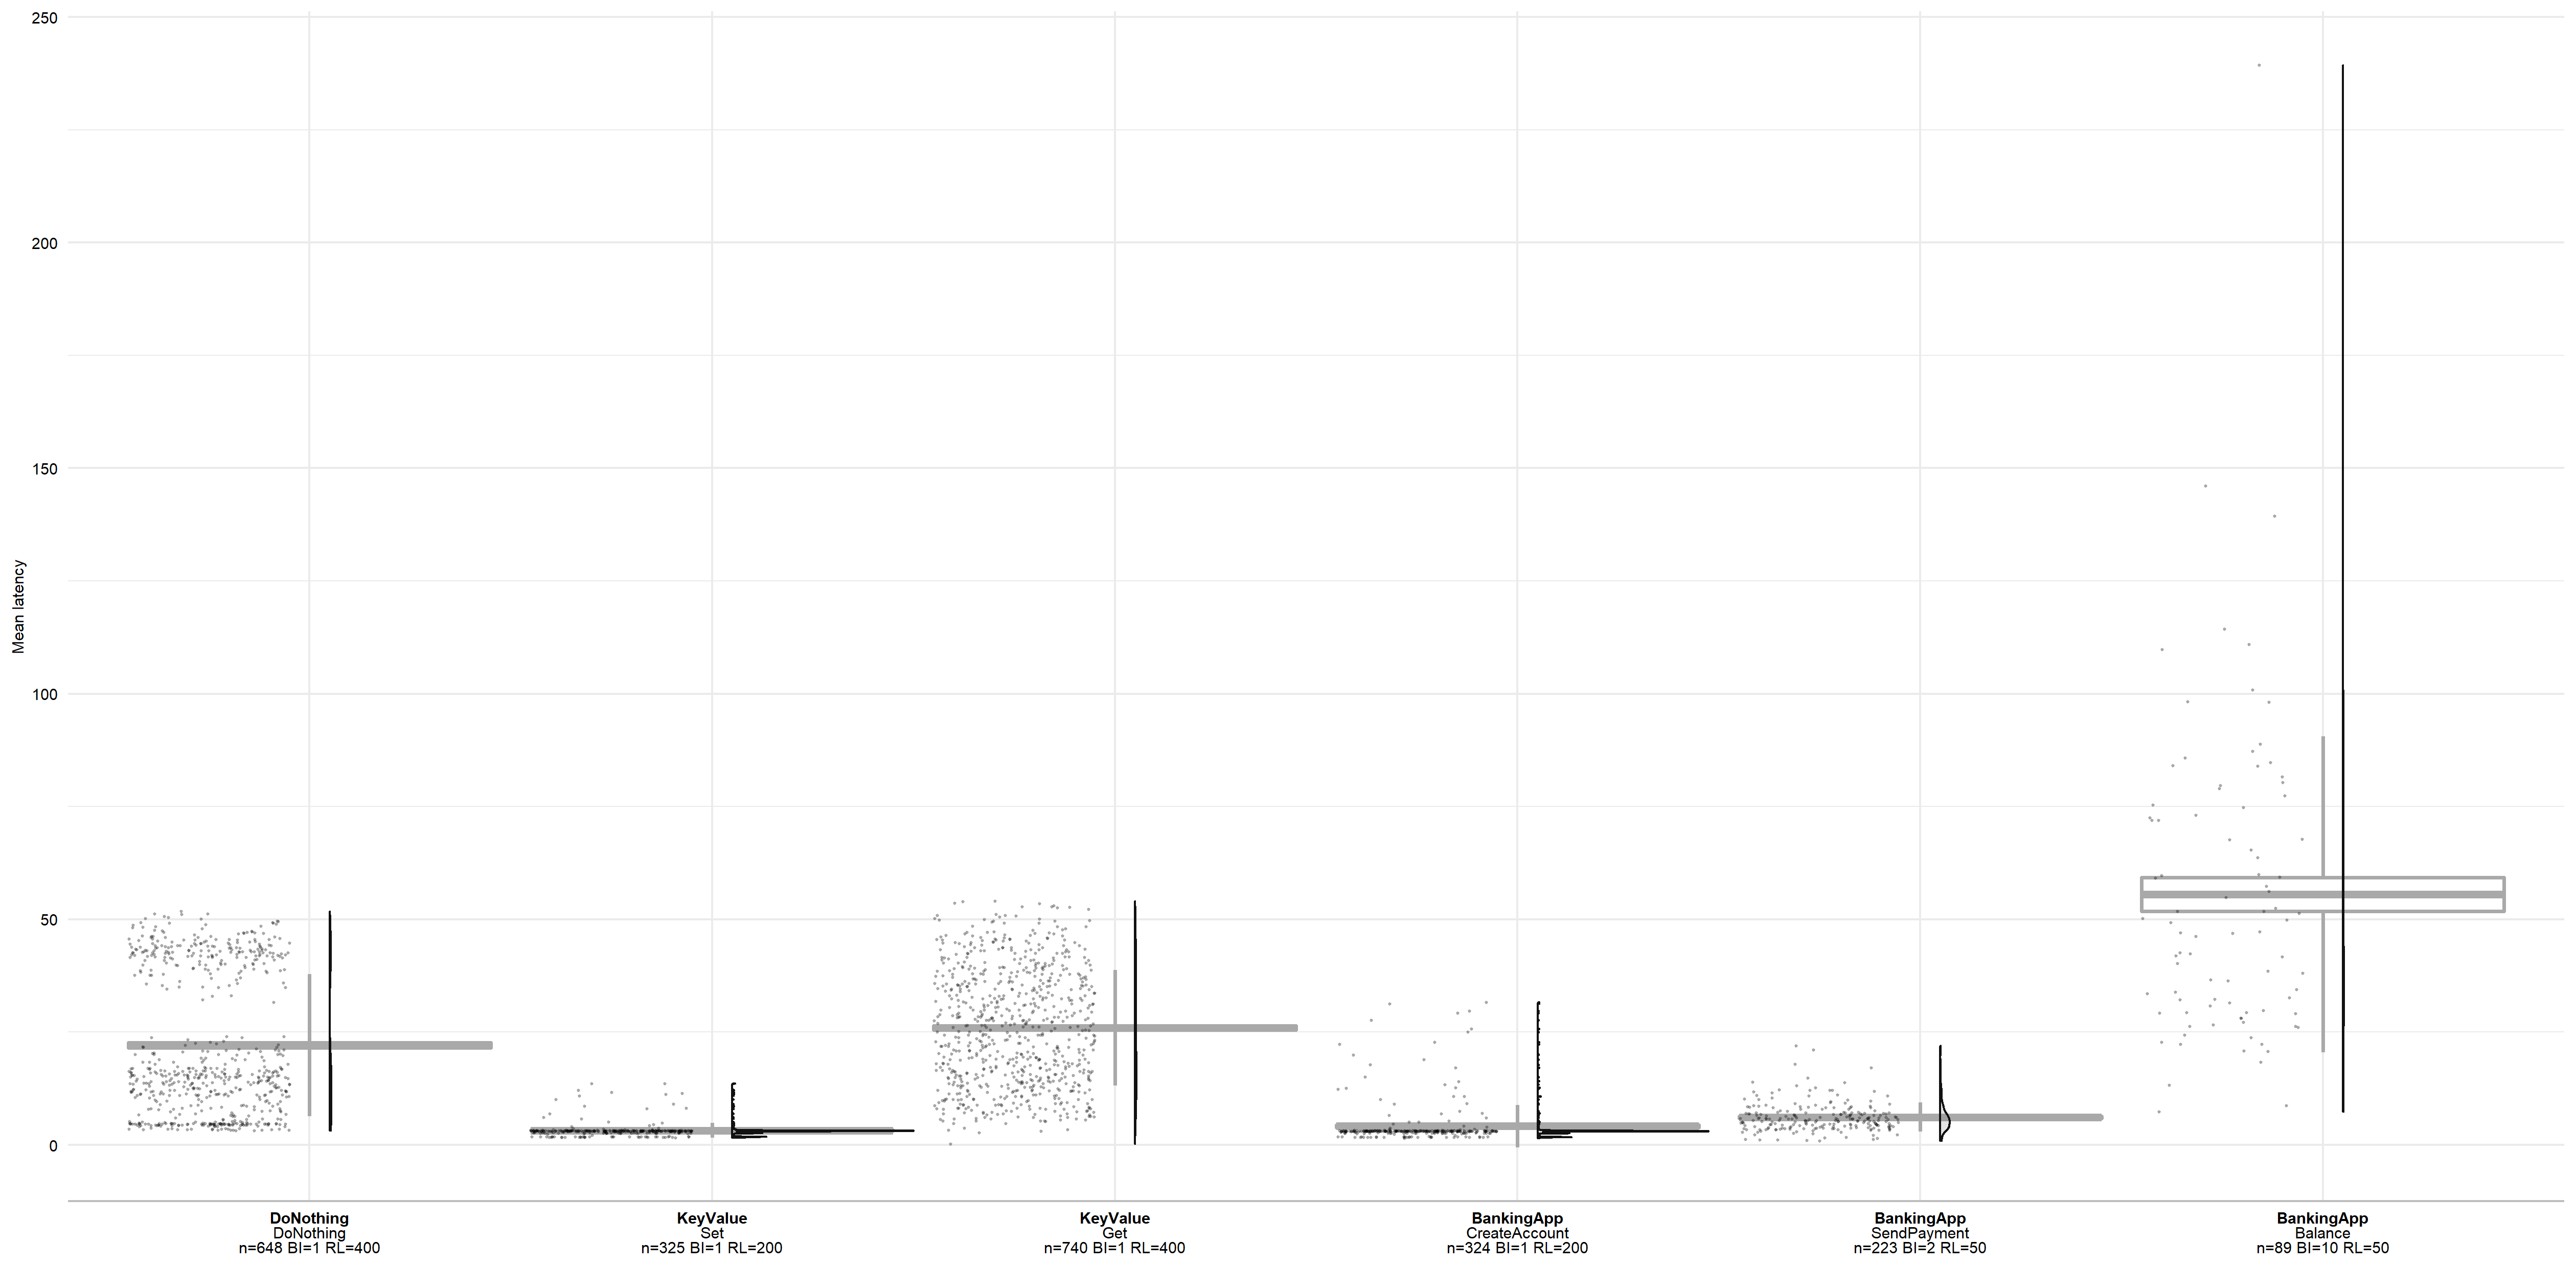 250
200
150
100
50
0
Mean latency
DoNothing
DoNothing
n=648 BI=1 RL=400
KeyValue
Set
n=325 BI=1 RL=200
KeyValue
Get
n=740 BI=1 RL=400
BankingApp
CreateAccount
n=324 BI=1 RL=200
BankingApp
SendPayment
n=223 BI=2 RL=50
BankingApp
Balance
n=89 BI=10 RL=50